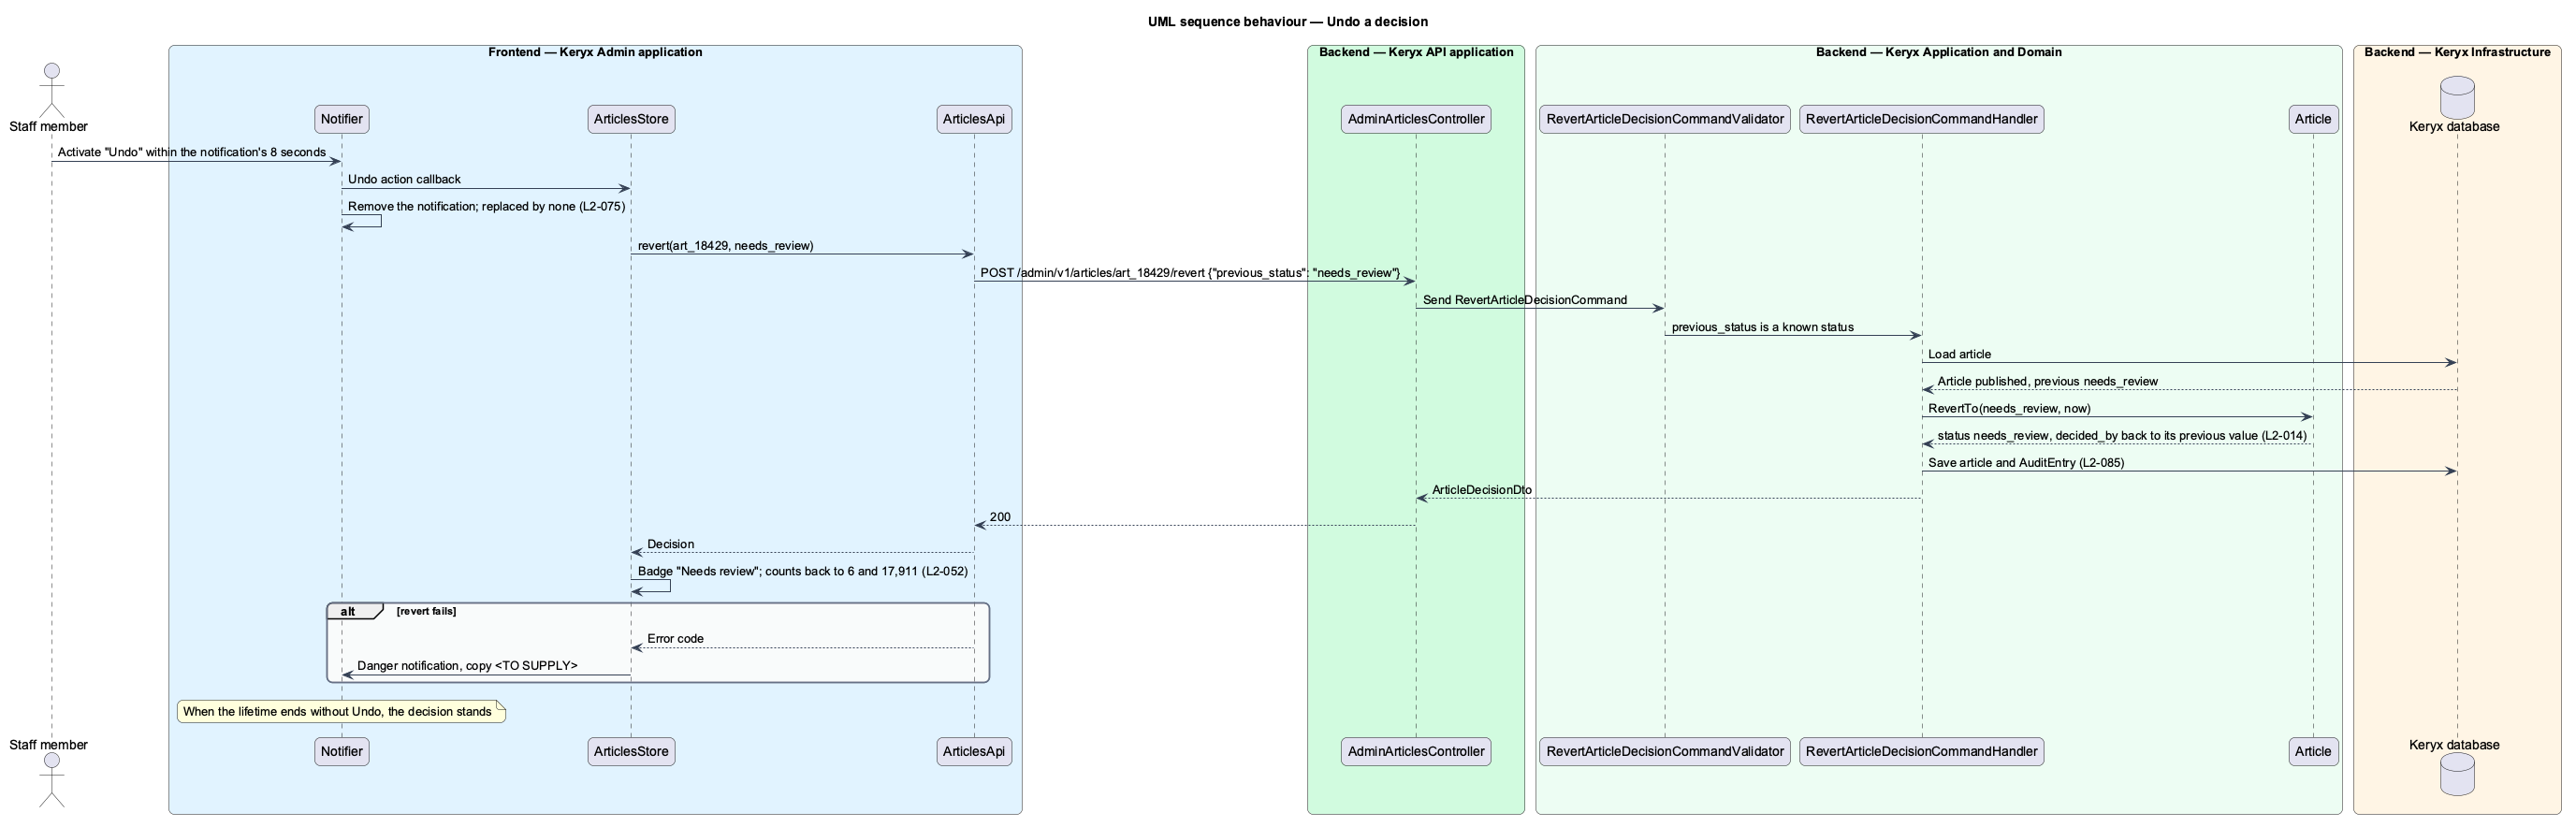 UML sequence behaviour — Undo a decision
Frontend — Keryx Admin application
Backend — Keryx API application
Backend — Keryx Application and Domain
Backend — Keryx Infrastructure
Staff member
Notifier
ArticlesStore
ArticlesApi
AdminArticlesController
RevertArticleDecisionCommandValidator
RevertArticleDecisionCommandHandler
Article
Keryx database
Activate "Undo" within the notification's 8 seconds
Undo action callback
Remove the notification; replaced by none (L2-075)
revert(art_18429, needs_review)
POST /admin/v1/articles/art_18429/revert {"previous_status": "needs_review"}
Send RevertArticleDecisionCommand
previous_status is a known status
Load article
Article published, previous needs_review
RevertTo(needs_review, now)
status needs_review, decided_by back to its previous value (L2-014)
Save article and AuditEntry (L2-085)
ArticleDecisionDto
200
Decision
Badge "Needs review"; counts back to 6 and 17,911 (L2-052)
alt
[revert fails]
Error code
Danger notification, copy <TO SUPPLY>
When the lifetime ends without Undo, the decision stands
Staff member
Notifier
ArticlesStore
ArticlesApi
AdminArticlesController
RevertArticleDecisionCommandValidator
RevertArticleDecisionCommandHandler
Article
Keryx database